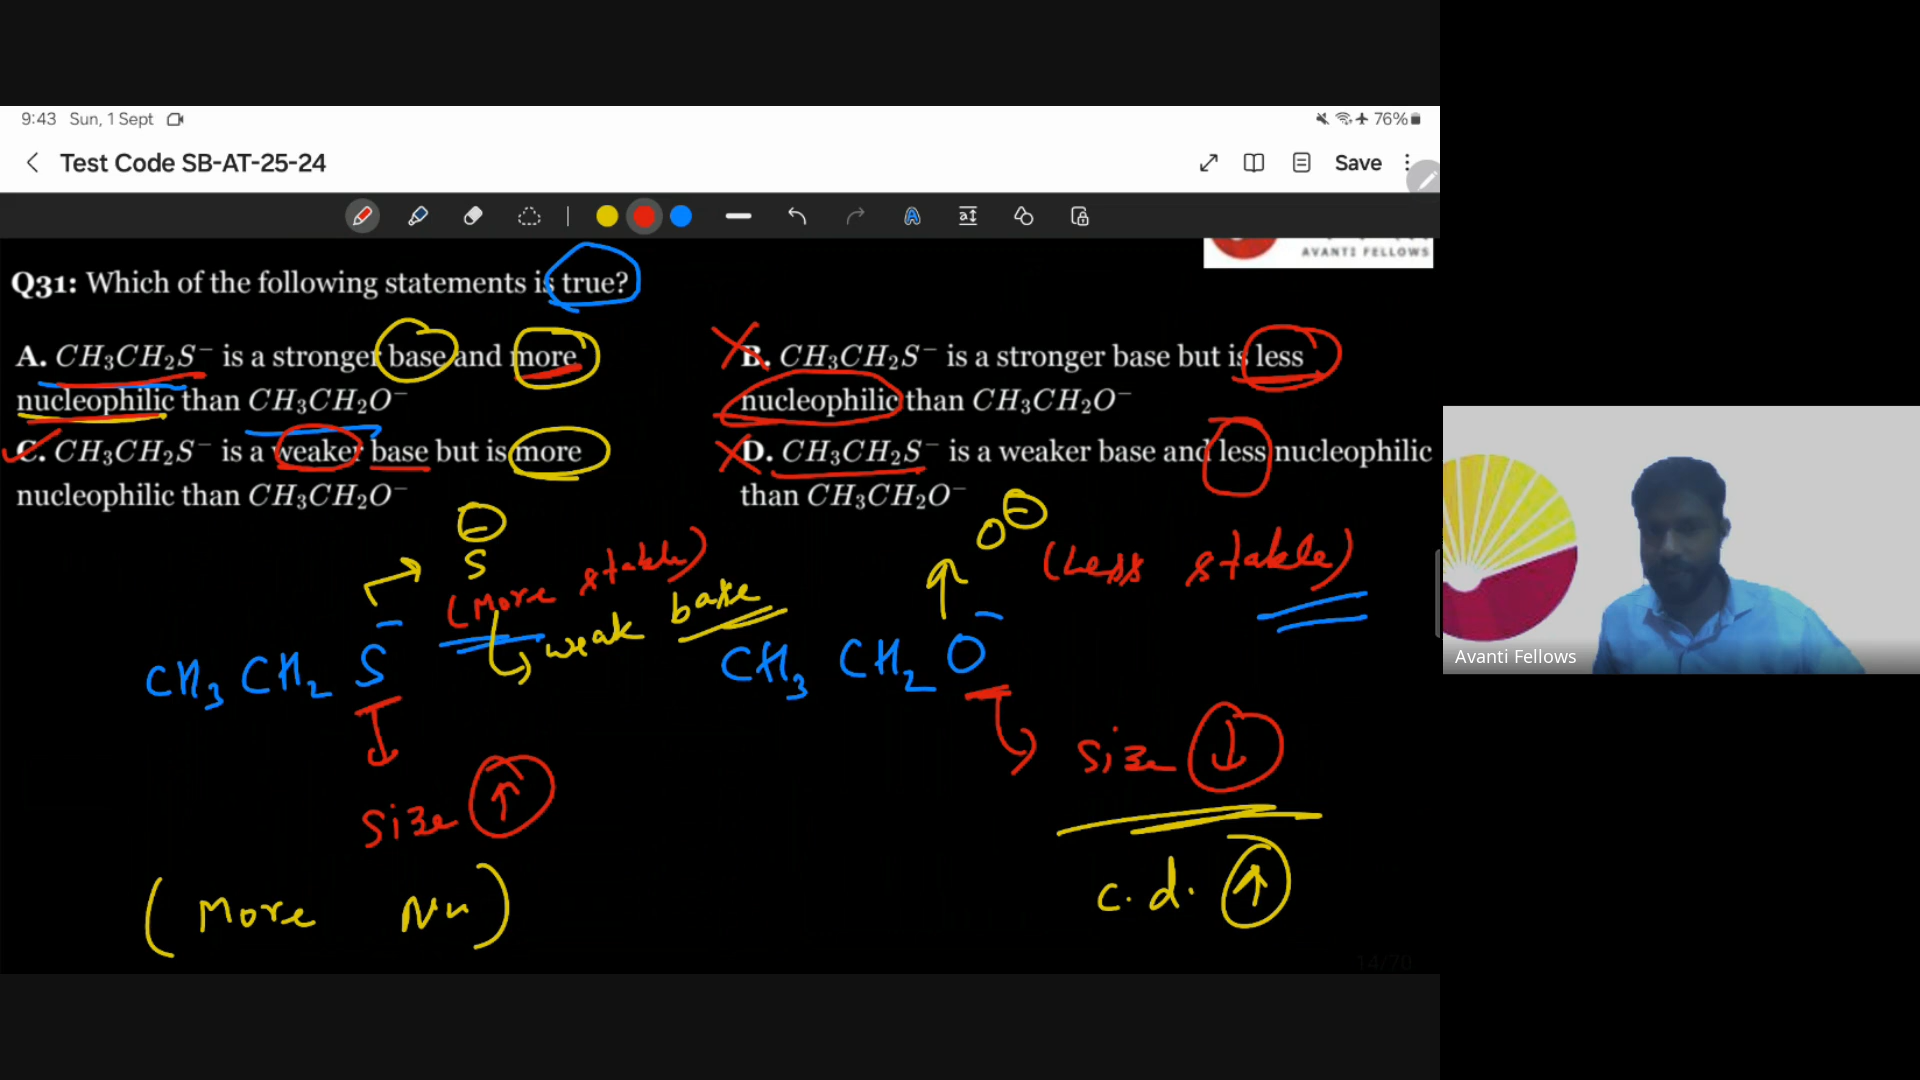 9:43 Sun, 1 Sept 76%
Test Code SB-AT-25-24 Save
AVANTI FELLOWS
Q31: Which of the following statements is true?
A. CH₃CH₂S⁻ is a stronger base and more
nucleophilic than CH₃CH₂O⁻
B. CH₃CH₂S⁻ is a stronger base but is less
nucleophilic than CH₃CH₂O⁻
C. CH₃CH₂S⁻ is a weaker base but is more
nucleophilic than CH₃CH₂O⁻
D. CH₃CH₂S⁻ is a weaker base and less nucleophilic
than CH₃CH₂O⁻
S⊖
(More stable)
weak base
CH₃ CH₂ S⁻
Size ↑
(More Nu)
O⊖
(Less stable)
CH₃ CH₂ O⁻
Size ↓
c.d. ↑
14/70
Avanti Fellows